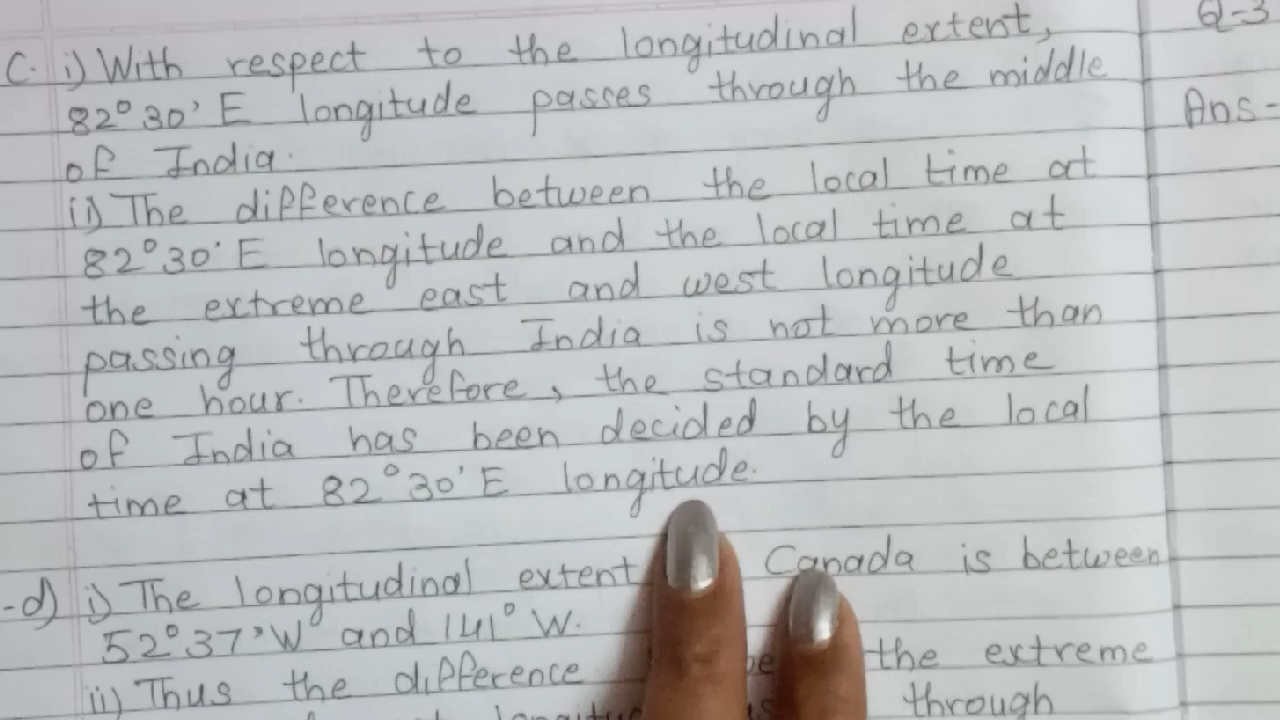 Q-3
Ans-
C. i) With respect to the longitudinal extent,
82°30' E longitude passes through the middle
of India.
ii) The difference between the local time at
82°30' E longitude and the local time at
the extreme east and west longitude
passing through India is not more than
one hour. Therefore, the standard time
of India has been decided by the local
time at 82°30' E longitude.
-d) i) The longitudinal extent Canada is between
52°37' W and 141° W.
ii) Thus the difference the extreme
through